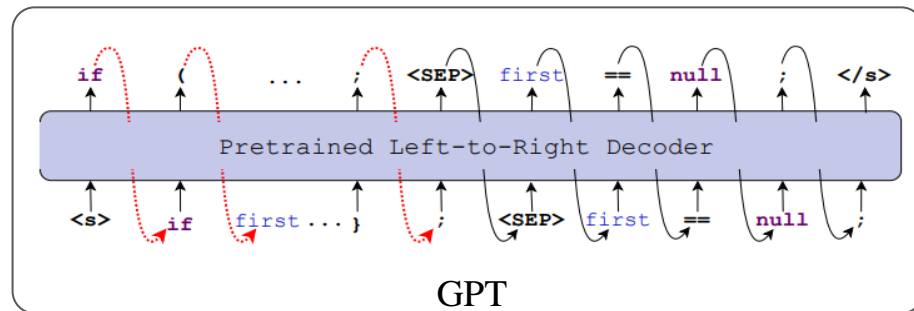 if ( ... ; <SEP> first == null ; </s>
Pretrained Left-to-Right Decoder
<s> if first ... } ; <SEP> first == null ;
GPT